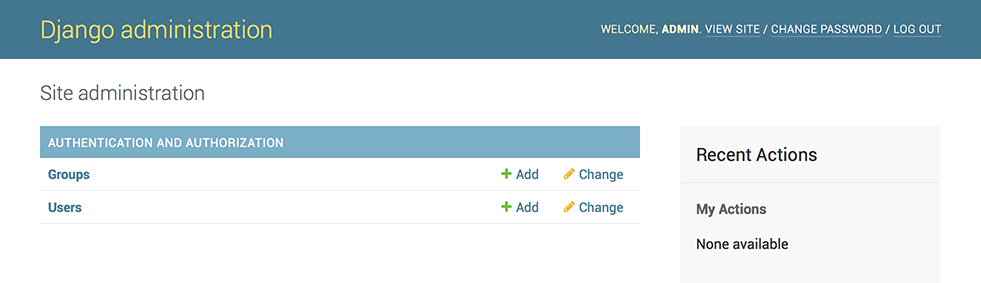 Django administration
WELCOME, ADMIN. VIEW SITE / CHANGE PASSWORD / LOG OUT
Site administration
AUTHENTICATION AND AUTHORIZATION
Groups Add Change
Users Add Change
Recent Actions
My Actions
None available